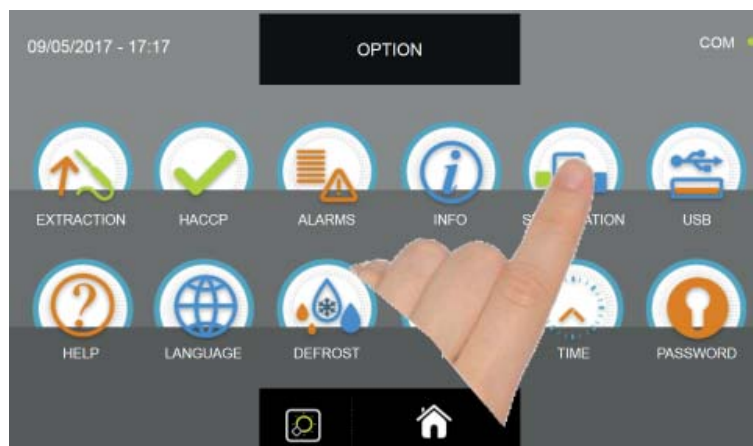 09/05/2017 - 17:17
OPTION
COM
EXTRACTION
HACCP
ALARMS
INFO
USB
HELP
LANGUAGE
DEFROST
TIME
PASSWORD